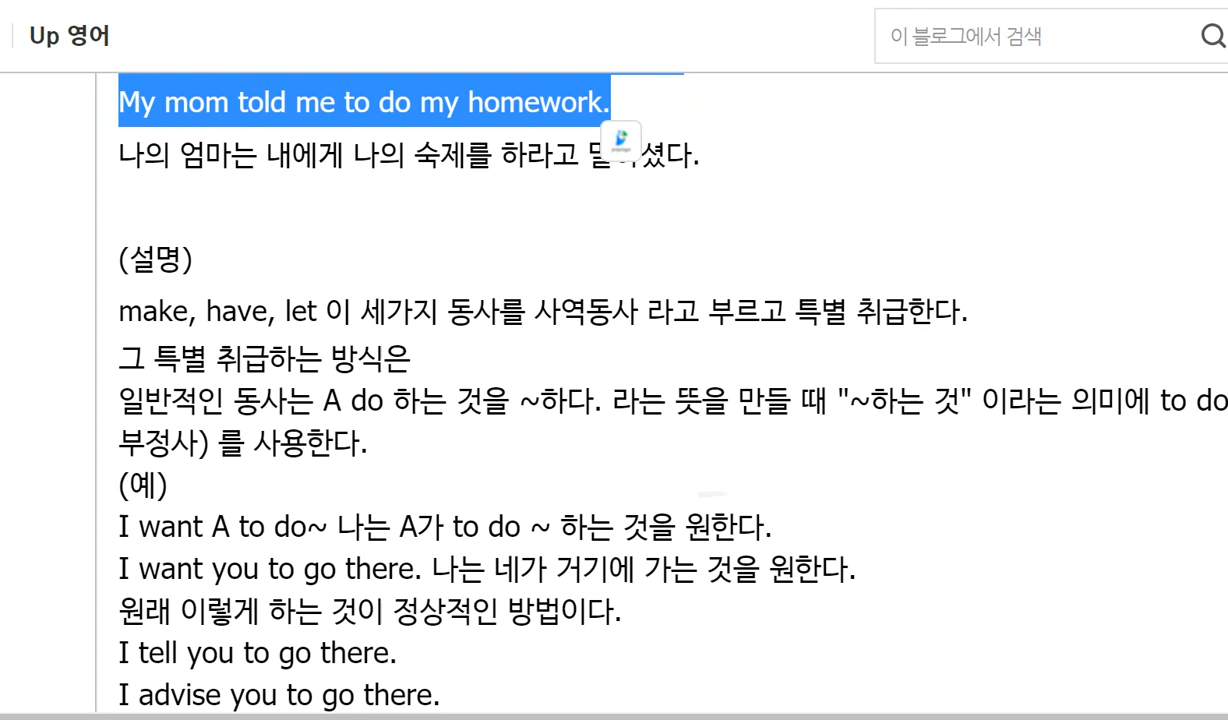 Up 영어
이 블로그에서 검색
My mom told me to do my homework.
나의 엄마는 내에게 나의 숙제를 하라고
(설명)
make, have, let 이 세가지 동사를 사역동사 라고 부르고 특별 취급한다.
그 특별 취급하는 방식은
일반적인 동사는 A do 하는 것을 ~하다. 라는 뜻을 만들 때 "~하는 것" 이라는 의미에 to do
부정사) 를 사용한다.
(예)
I want A to do~ 나는 A가 to do ~ 하는 것을 원한다.
I want you to go there. 나는 네가 거기에 가는 것을 원한다.
원래 이렇게 하는 것이 정상적인 방법이다.
I tell you to go there.
I advise you to go there.